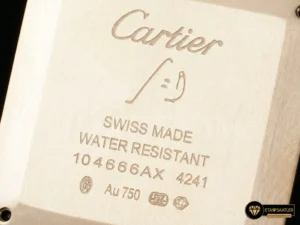 Cartier
SWISS MADE
WATER RESISTANT
104666AX 4241
Au 750